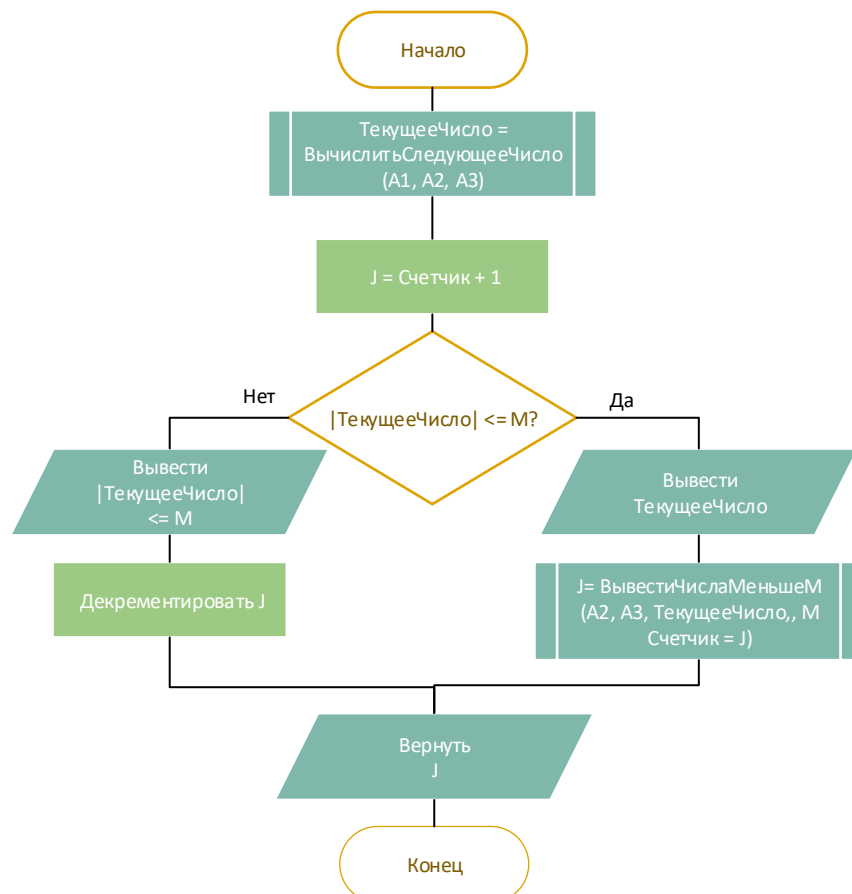 Начало
ТекущееЧисло =
ВычислитьСледующееЧисло
(A1, A2, A3)
J = Счетчик + 1
|ТекущееЧисло| <= M?
Нет
Да
Вывести
|ТекущееЧисло|
<= M
Вывести
ТекущееЧисло
Декрементировать J
J= ВывестиЧислаМеньшеM
(A2, A3, ТекущееЧисло,, M
Счетчик = J)
Вернуть
J
Конец